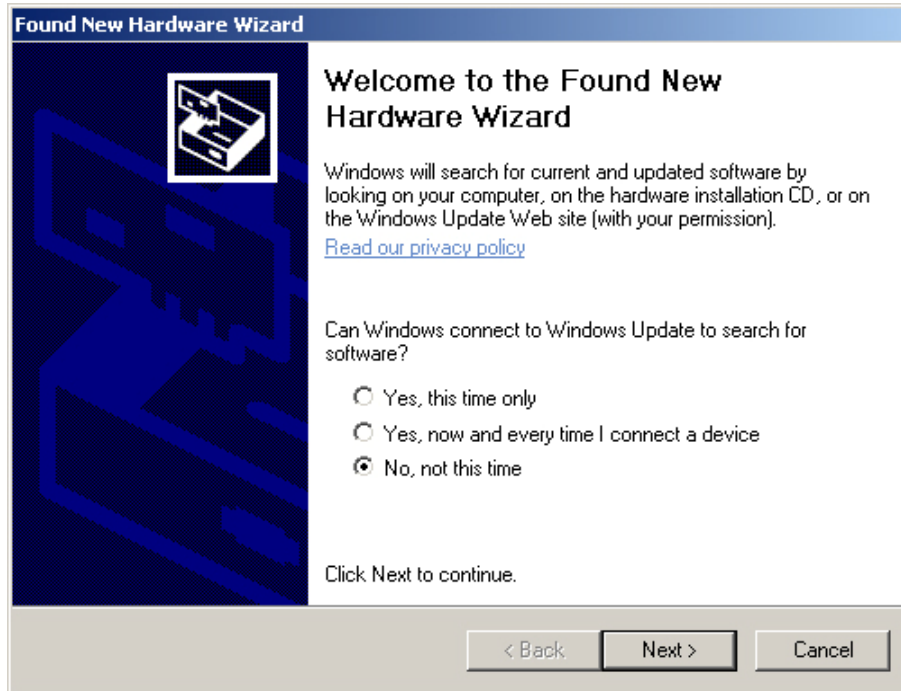 Found New Hardware Wizard
Welcome to the Found New
Hardware Wizard
Windows will search for current and updated software by
looking on your computer, on the hardware installation CD, or on
the Windows Update Web site (with your permission).
Read our privacy policy
Can Windows connect to Windows Update to search for
software?
Yes, this time only
Yes, now and every time I connect a device
No, not this time
Click Next to continue.
< Back
Next >
Cancel